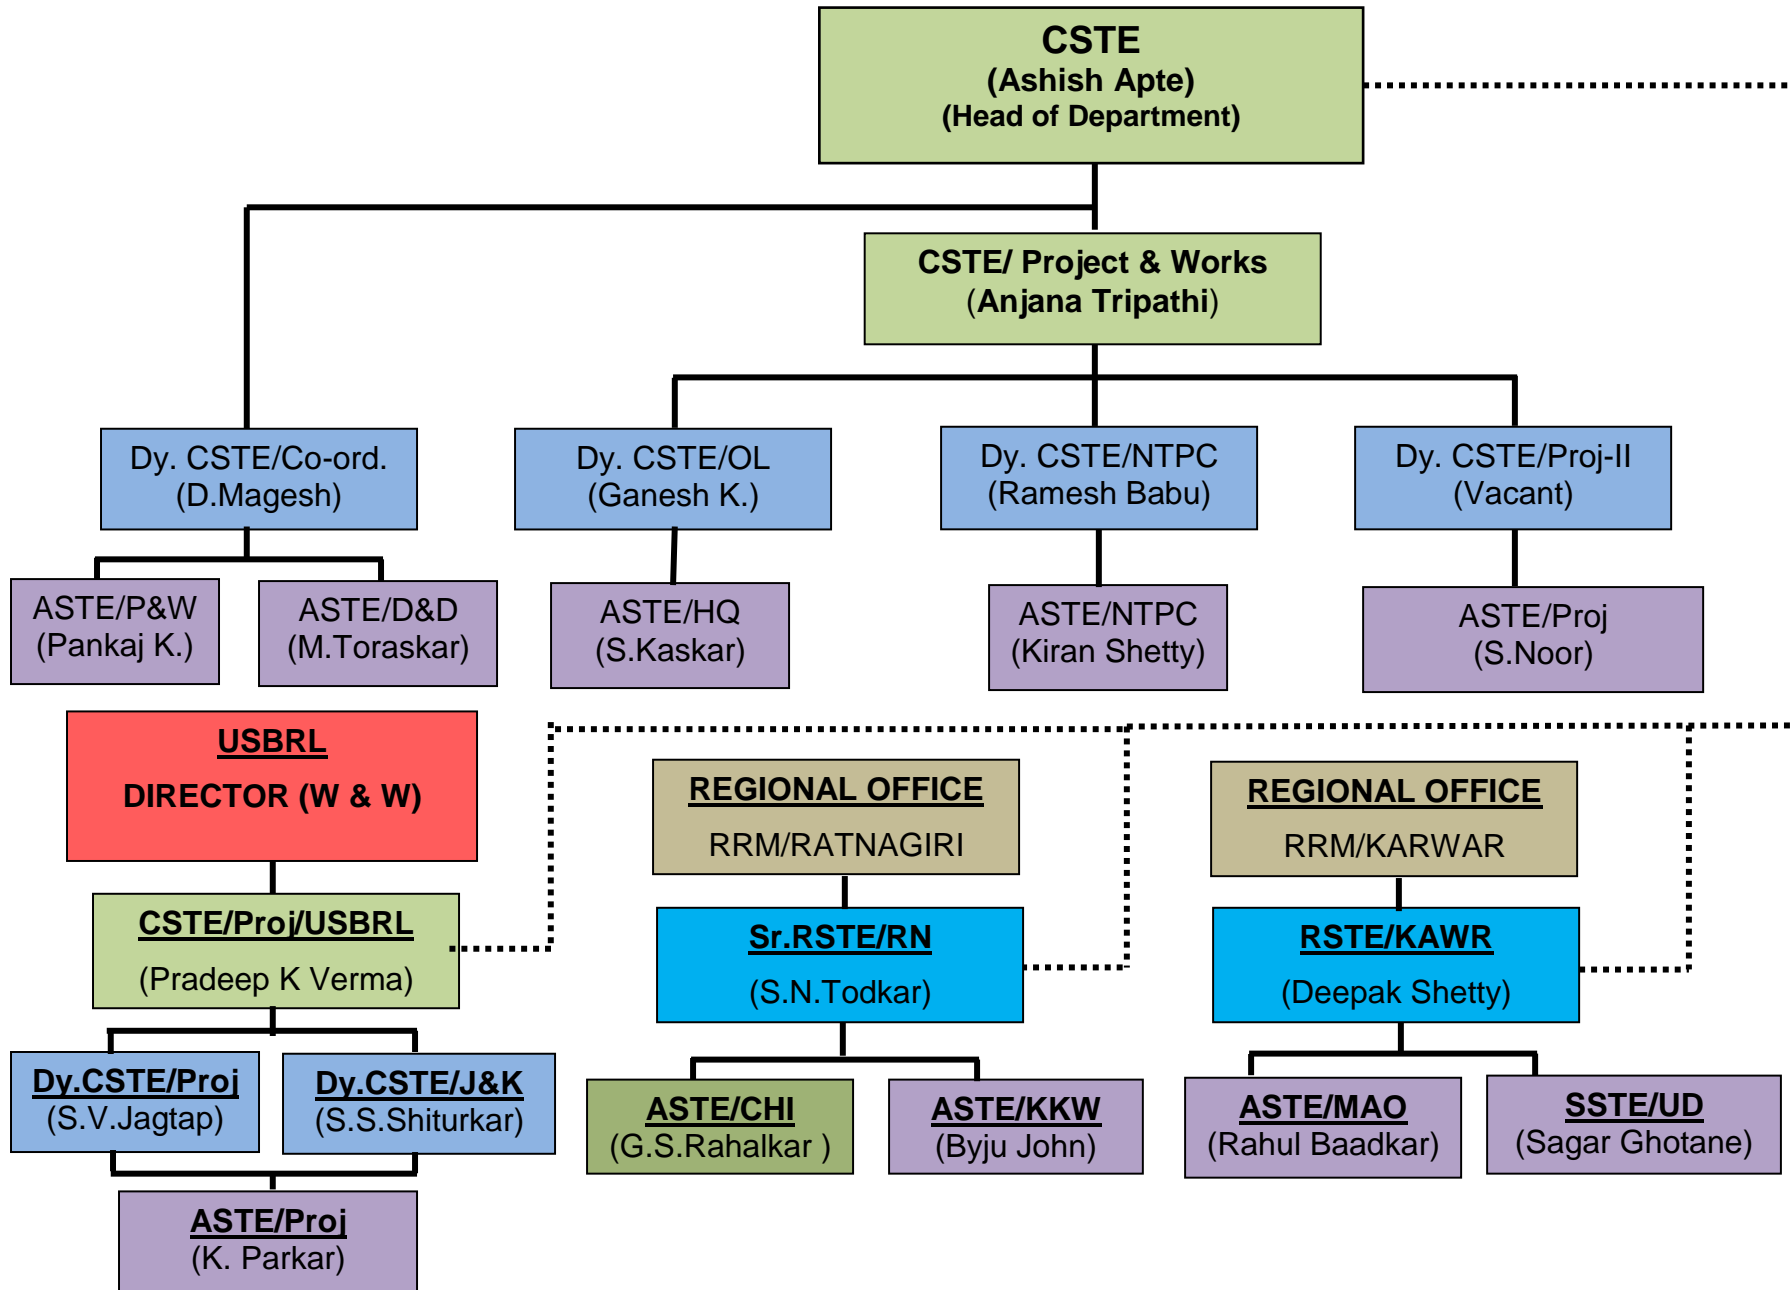 CSTE
(Ashish Apte)
(Head of Department)
CSTE/ Project & Works
(Anjana Tripathi)
Dy. CSTE/Co-ord.
(D.Magesh)
Dy. CSTE/OL
(Ganesh K.)
Dy. CSTE/NTPC
(Ramesh Babu)
Dy. CSTE/Proj-II
(Vacant)
ASTE/P&W
(Pankaj K.)
ASTE/D&D
(M.Toraskar)
ASTE/HQ
(S.Kaskar)
ASTE/NTPC
(Kiran Shetty)
ASTE/Proj
(S.Noor)
USBRL
DIRECTOR (W & W)
REGIONAL OFFICE
RRM/RATNAGIRI
REGIONAL OFFICE
RRM/KARWAR
CSTE/Proj/USBRL
(Pradeep K Verma)
Sr.RSTE/RN
(S.N.Todkar)
RSTE/KAWR
(Deepak Shetty)
Dy.CSTE/Proj
(S.V.Jagtap)
Dy.CSTE/J&K
(S.S.Shiturkar)
ASTE/CHI
(G.S.Rahalkar )
ASTE/KKW
(Byju John)
ASTE/MAO
(Rahul Baadkar)
SSTE/UD
(Sagar Ghotane)
ASTE/Proj
(K. Parkar)